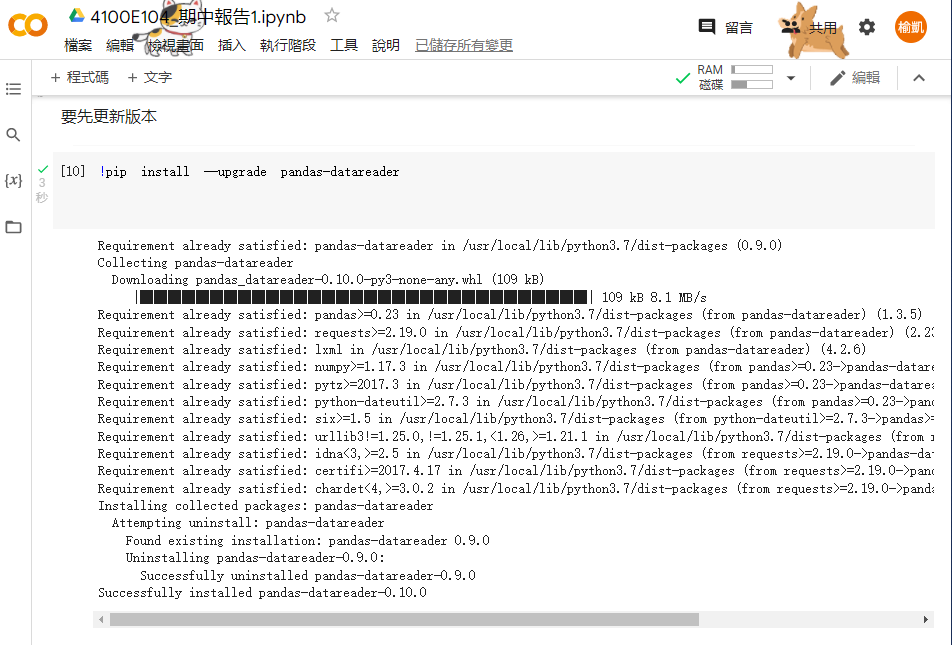 4100E104_期中報告1.ipynb
檔案 編輯 檢視畫面 插入 執行階段 工具 說明 已儲存所有變更
留言 共用 榆凱
+ 程式碼 + 文字
RAM
磁碟
編輯
要先更新版本
3
秒
{x}
[10] !pip install --upgrade pandas-datareader
Requirement already satisfied: pandas-datareader in /usr/local/lib/python3.7/dist-packages (0.9.0)
Collecting pandas-datareader
Downloading pandas_datareader-0.10.0-py3-none-any.whl (109 kB)
|████████████████████████████████| 109 kB 8.1 MB/s
Requirement already satisfied: pandas>=0.23 in /usr/local/lib/python3.7/dist-packages (from pandas-datareader) (1.3.5)
Requirement already satisfied: requests>=2.19.0 in /usr/local/lib/python3.7/dist-packages (from pandas-datareader) (2.23
Requirement already satisfied: lxml in /usr/local/lib/python3.7/dist-packages (from pandas-datareader) (4.2.6)
Requirement already satisfied: numpy>=1.17.3 in /usr/local/lib/python3.7/dist-packages (from pandas>=0.23->pandas-datare
Requirement already satisfied: pytz>=2017.3 in /usr/local/lib/python3.7/dist-packages (from pandas>=0.23->pandas-datarea
Requirement already satisfied: python-dateutil>=2.7.3 in /usr/local/lib/python3.7/dist-packages (from pandas>=0.23->pand
Requirement already satisfied: six>=1.5 in /usr/local/lib/python3.7/dist-packages (from python-dateutil>=2.7.3->pandas>=
Requirement already satisfied: urllib3!=1.25.0,!=1.25.1,<1.26,>=1.21.1 in /usr/local/lib/python3.7/dist-packages (from r
Requirement already satisfied: idna<3,>=2.5 in /usr/local/lib/python3.7/dist-packages (from requests>=2.19.0->pandas-dat
Requirement already satisfied: certifi>=2017.4.17 in /usr/local/lib/python3.7/dist-packages (from requests>=2.19.0->pand
Requirement already satisfied: chardet<4,>=3.0.2 in /usr/local/lib/python3.7/dist-packages (from requests>=2.19.0->panda
Installing collected packages: pandas-datareader
Attempting uninstall: pandas-datareader
Found existing installation: pandas-datareader 0.9.0
Uninstalling pandas-datareader-0.9.0:
Successfully uninstalled pandas-datareader-0.9.0
Successfully installed pandas-datareader-0.10.0